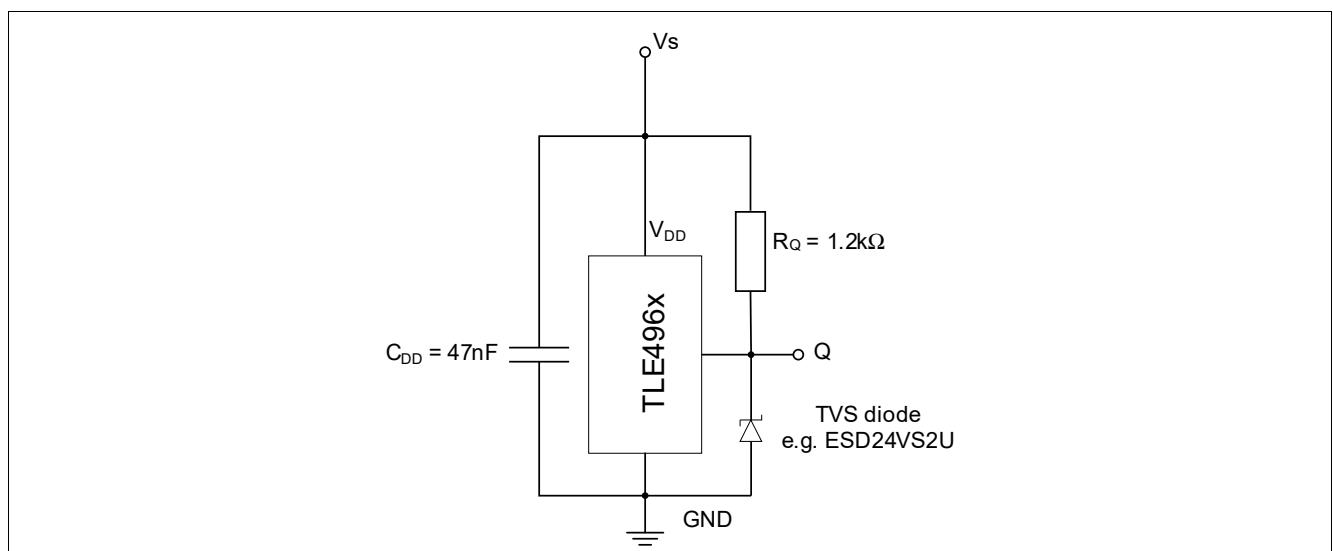 Vs
V_DD
R_Q = 1.2kΩ
TLE496x
C_DD = 47nF
Q
TVS diode
e.g. ESD24VS2U
GND